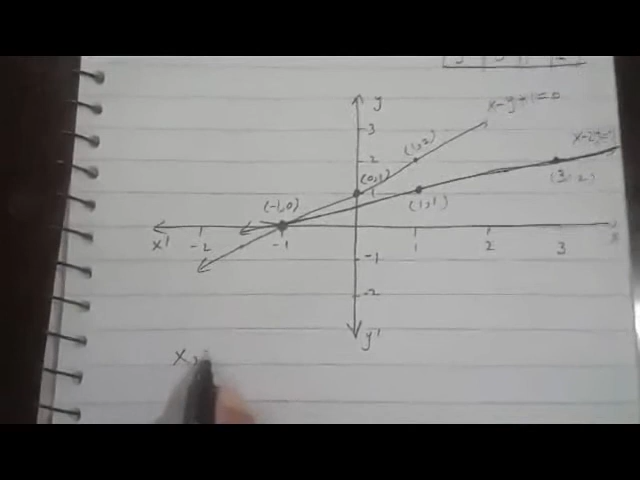 y
x-y+1=0
3
(1,2)
2
x-2y=
(0,1)
1
(3,2)
(-1,0)
(1,1)
x'
-2
-1
1
2
3
-1
-2
y'
x,